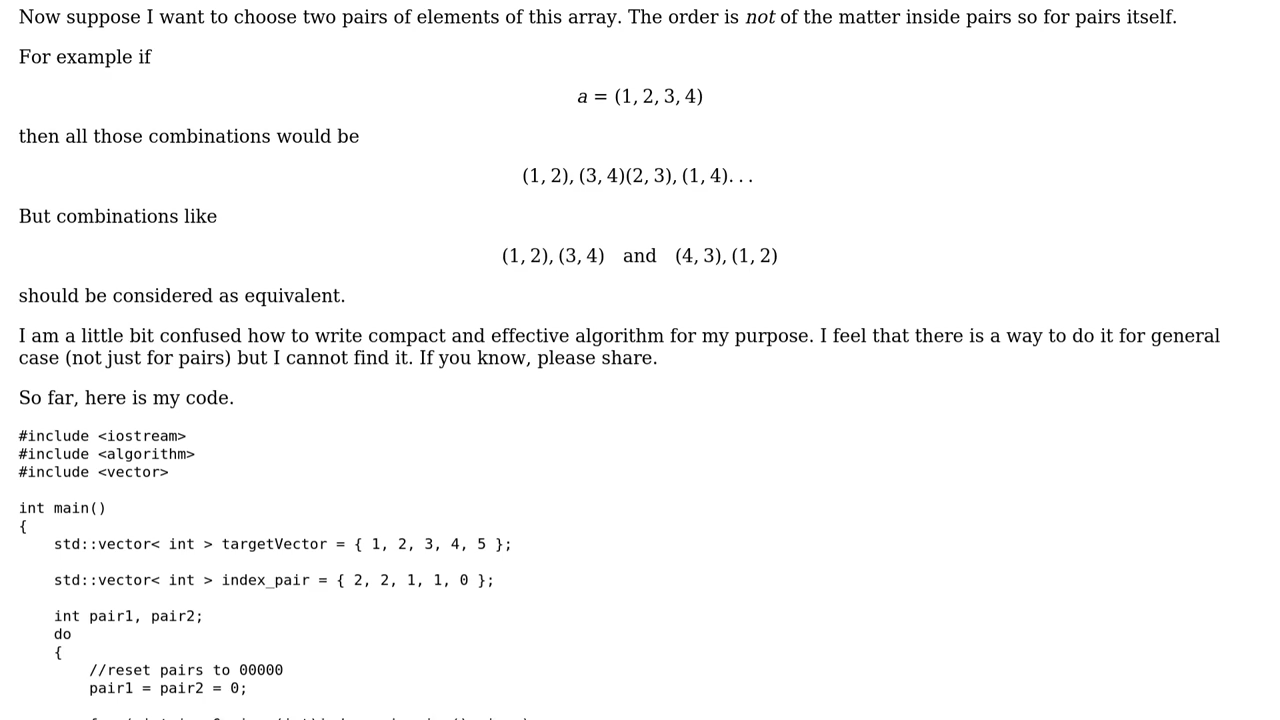 Now suppose I want to choose two pairs of elements of this array. The order is not of the matter inside pairs so for pairs itself.
For example if
a = (1, 2, 3, 4)
then all those combinations would be
(1, 2), (3, 4)(2, 3), (1, 4). . .
But combinations like
(1, 2), (3, 4) and (4, 3), (1, 2)
should be considered as equivalent.
I am a little bit confused how to write compact and effective algorithm for my purpose. I feel that there is a way to do it for general
case (not just for pairs) but I cannot find it. If you know, please share.
So far, here is my code.
#include <iostream>
#include <algorithm>
#include <vector>
int main()
{
    std::vector< int > targetVector = { 1, 2, 3, 4, 5 };
    std::vector< int > index_pair = { 2, 2, 1, 1, 0 };
    int pair1, pair2;
    do
    {
        //reset pairs to 00000
        pair1 = pair2 = 0;